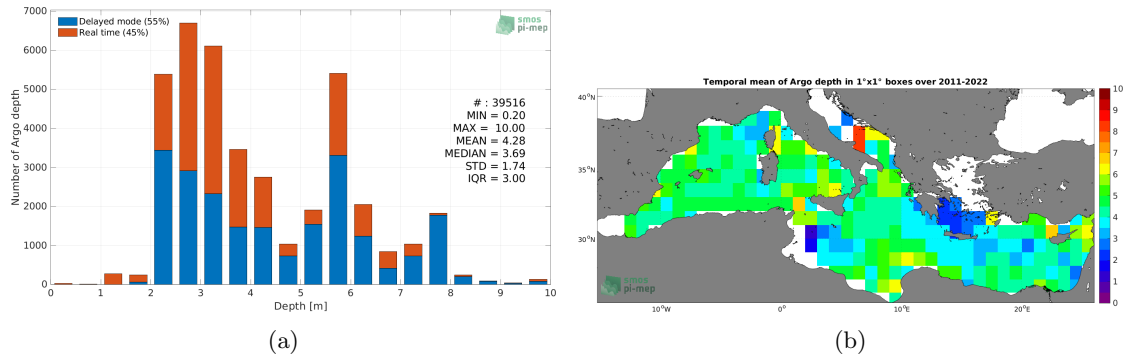 Delayed mode (55%)
Real time (45%)
smos
pi-mep
7000
6000
5000
4000
3000
2000
1000
0
Number of Argo depth
# : 39516
MIN = 0.20
MAX = 10.00
MEAN = 4.28
MEDIAN = 3.69
STD = 1.74
IQR = 3.00
0 1 2 3 4 5 6 7 8 9 10
Depth [m]
(a)
Temporal mean of Argo depth in 1°x1° boxes over 2011-2022
40°N
35°N
30°N
10°W 0° 10°E 20°E
10
9
8
7
6
5
4
3
2
1
0
smos
pi-mep
(b)